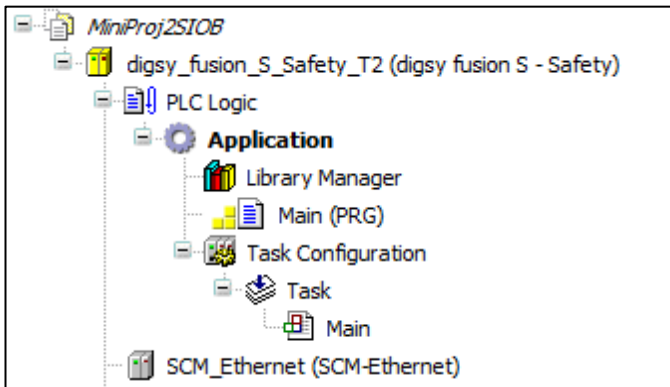 MiniProj2SIOB
digsy_fusion_S_Safety_T2 (digsy fusion S - Safety)
PLC Logic
Application
Library Manager
Main (PRG)
Task Configuration
Task
Main
SCM_Ethernet (SCM-Ethernet)